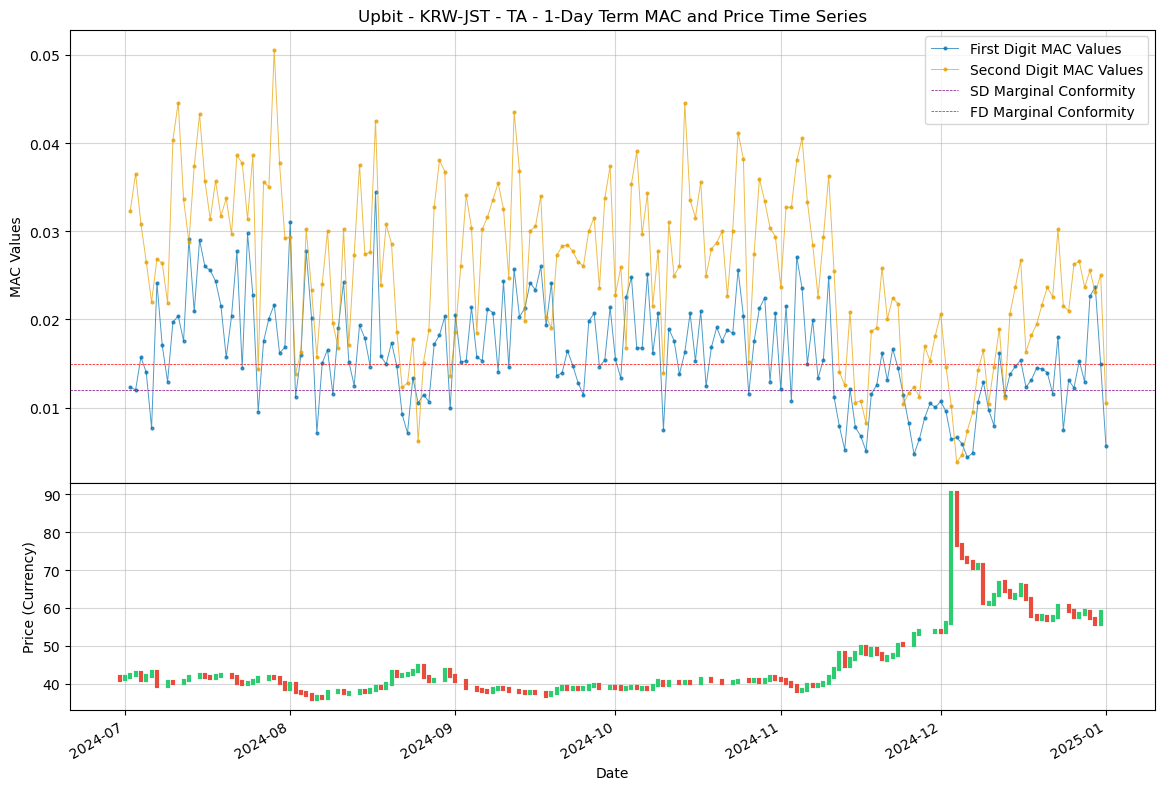 Upbit - KRW-JST - TA - 1-Day Term MAC and Price Time Series
First Digit MAC Values
Second Digit MAC Values
SD Marginal Conformity
FD Marginal Conformity
MAC Values
0.05
0.04
0.03
0.02
0.01
Price (Currency)
90
80
70
60
50
40
2024-07
2024-08
2024-09
2024-10
2024-11
2024-12
2025-01
Date